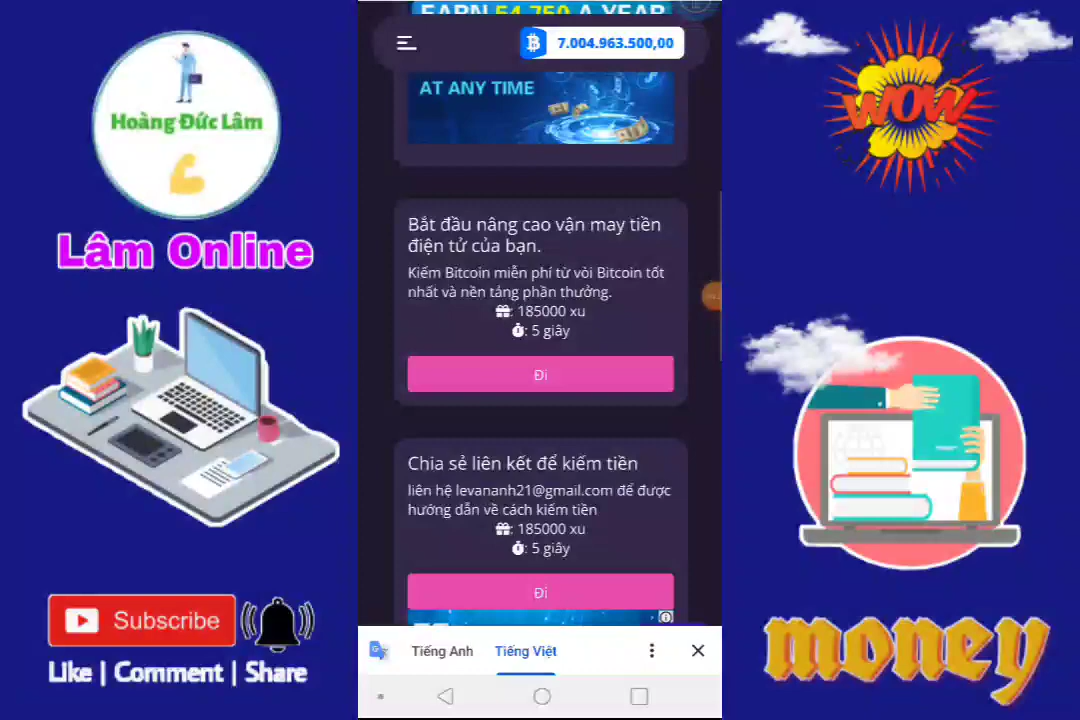 Hoàng Đức Lâm
Lâm Online
Subscribe
Like | Comment | Share
EARN 54,750 A YEAR
7.004.963.500,00
AT ANY TIME
Bắt đầu nâng cao vận may tiền
điện tử của bạn.
Kiếm Bitcoin miễn phí từ vòi Bitcoin tốt
nhất và nền tảng phần thưởng.
: 185000 xu
: 5 giây
Đi
Chia sẻ liên kết để kiếm tiền
liên hệ levananh21@gmail.com để được
hướng dẫn về cách kiếm tiền
: 185000 xu
: 5 giây
Đi
Tiếng Anh
Tiếng Việt
WOW
money